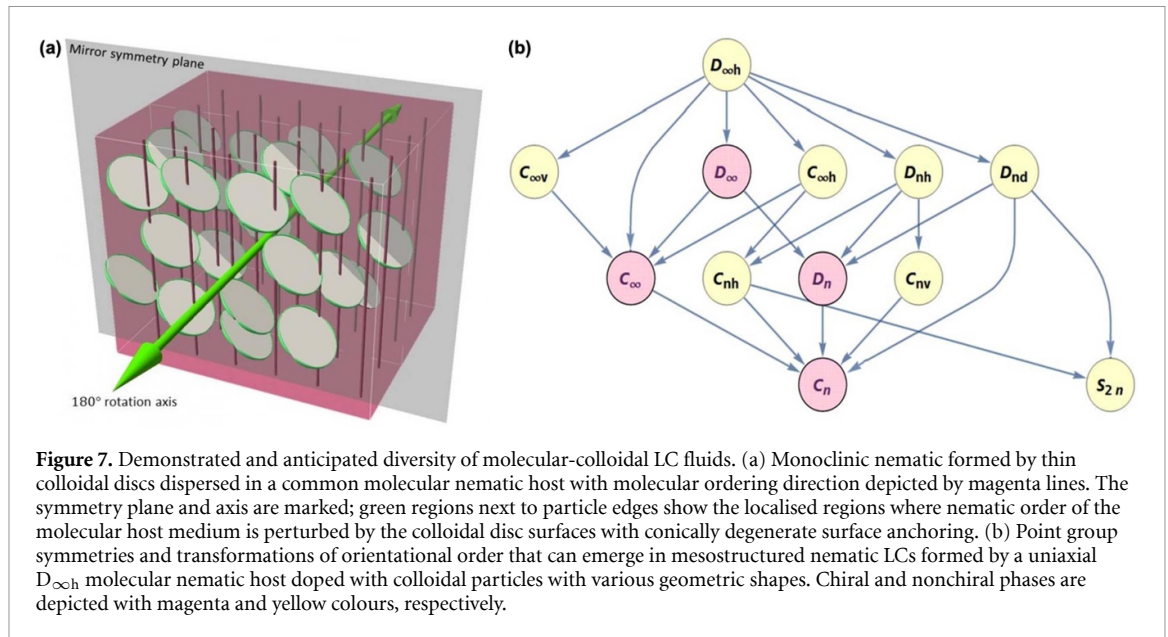 (a)
Mirror symmetry plane
180° rotation axis
(b)
D∞h
C∞v
D∞
C∞h
Dnh
Dnd
C∞
Cnh
Dn
Cnv
Cn
S2n
Figure 7. Demonstrated and anticipated diversity of molecular-colloidal LC fluids. (a) Monoclinic nematic formed by thin
colloidal discs dispersed in a common molecular nematic host with molecular ordering direction depicted by magenta lines. The
symmetry plane and axis are marked; green regions next to particle edges show the localised regions where nematic order of the
molecular host medium is perturbed by the colloidal disc surfaces with conically degenerate surface anchoring. (b) Point group
symmetries and transformations of orientational order that can emerge in mesostructured nematic LCs formed by a uniaxial
D∞h molecular nematic host doped with colloidal particles with various geometric shapes. Chiral and nonchiral phases are
depicted with magenta and yellow colours, respectively.